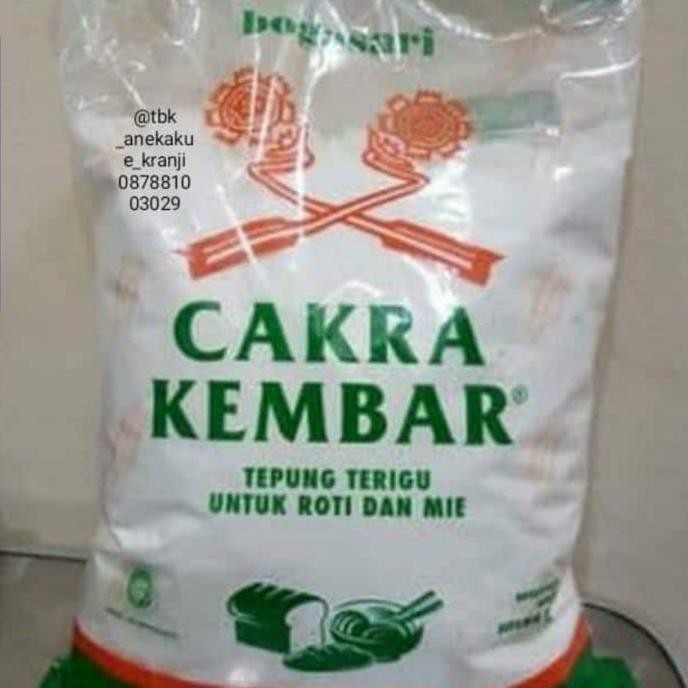 bogasari
@tbk
_anekaku
e_kranji
0878810
03029
CAKRA
KEMBAR®
TEPUNG TERIGU
UNTUK ROTI DAN MIE